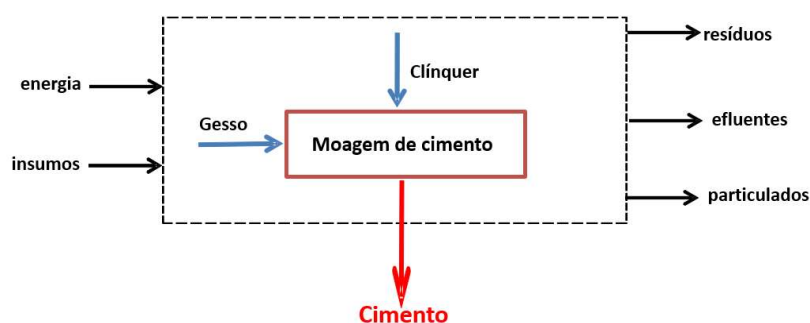 resíduos
Clínquer
energia
Gesso
efluentes
Moagem de cimento
insumos
particulados
Cimento